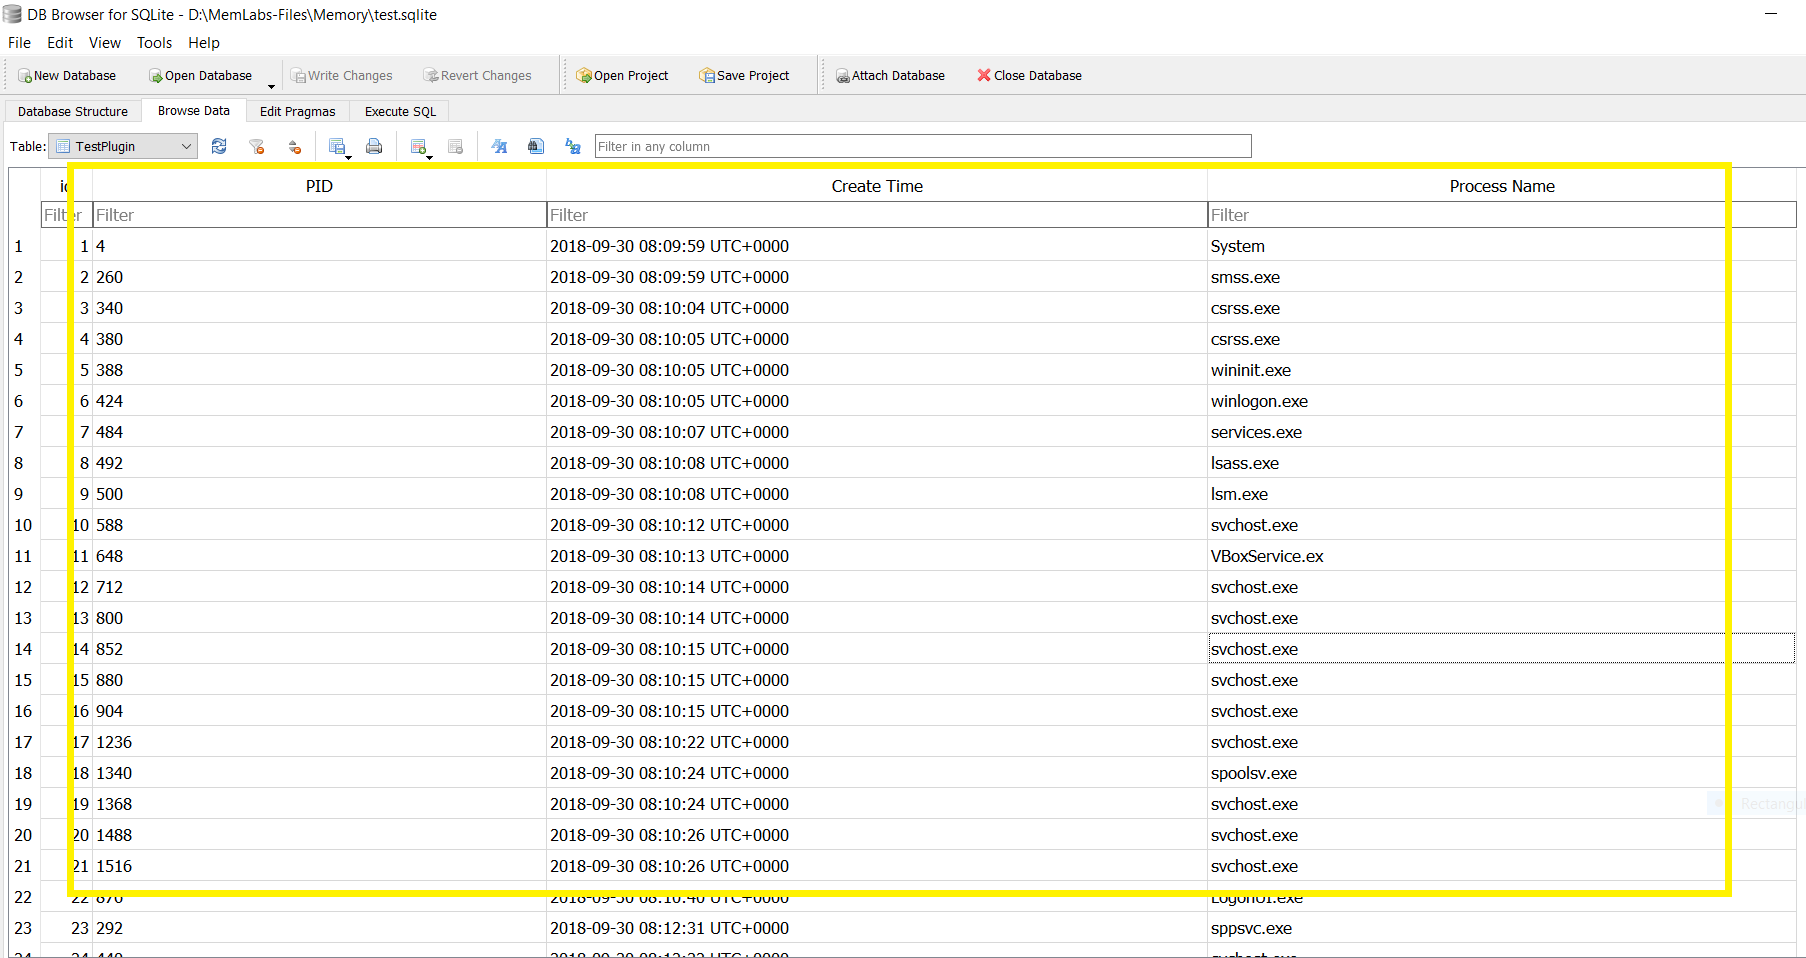 DB Browser for SQLite - D:\MemLabs-Files\Memory\test.sqlite
File Edit View Tools Help
New Database Open Database Write Changes Revert Changes Open Project Save Project Attach Database Close Database
Database Structure Browse Data Edit Pragmas Execute SQL
Table: TestPlugin Filter in any column
PID Create Time Process Name
Filter Filter Filter Filter
1 1 4 2018-09-30 08:09:59 UTC+0000 System
2 2 260 2018-09-30 08:09:59 UTC+0000 smss.exe
3 3 340 2018-09-30 08:10:04 UTC+0000 csrss.exe
4 4 380 2018-09-30 08:10:05 UTC+0000 csrss.exe
5 5 388 2018-09-30 08:10:05 UTC+0000 wininit.exe
6 6 424 2018-09-30 08:10:05 UTC+0000 winlogon.exe
7 7 484 2018-09-30 08:10:07 UTC+0000 services.exe
8 8 492 2018-09-30 08:10:08 UTC+0000 lsass.exe
9 9 500 2018-09-30 08:10:08 UTC+0000 lsm.exe
10 10 588 2018-09-30 08:10:12 UTC+0000 svchost.exe
11 11 648 2018-09-30 08:10:13 UTC+0000 VBoxService.ex
12 12 712 2018-09-30 08:10:14 UTC+0000 svchost.exe
13 13 800 2018-09-30 08:10:14 UTC+0000 svchost.exe
14 14 852 2018-09-30 08:10:15 UTC+0000 svchost.exe
15 15 880 2018-09-30 08:10:15 UTC+0000 svchost.exe
16 16 904 2018-09-30 08:10:15 UTC+0000 svchost.exe
17 17 1236 2018-09-30 08:10:22 UTC+0000 svchost.exe
18 18 1340 2018-09-30 08:10:24 UTC+0000 spoolsv.exe
19 19 1368 2018-09-30 08:10:24 UTC+0000 svchost.exe
20 20 1488 2018-09-30 08:10:26 UTC+0000 svchost.exe
21 21 1516 2018-09-30 08:10:26 UTC+0000 svchost.exe
22 22 2018-09-30 08:10:40 UTC+0000 LogonUI.exe
23 23 292 2018-09-30 08:12:31 UTC+0000 sppsvc.exe